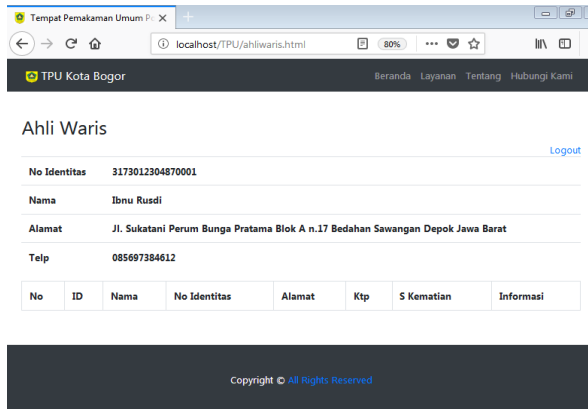 Tempat Pemakaman Umum Pe
localhost/TPU/ahliwaris.html 80%
TPU Kota Bogor Beranda Layanan Tentang Hubungi Kami
Ahli Waris
Logout
No Identitas 3173012304870001
Nama Ibnu Rusdi
Alamat Jl. Sukatani Perum Bunga Pratama Blok A n.17 Bedahan Sawangan Depok Jawa Barat
Telp 085697384612
No ID Nama No Identitas Alamat Ktp S Kematian Informasi
Copyright © All Rights Reserved